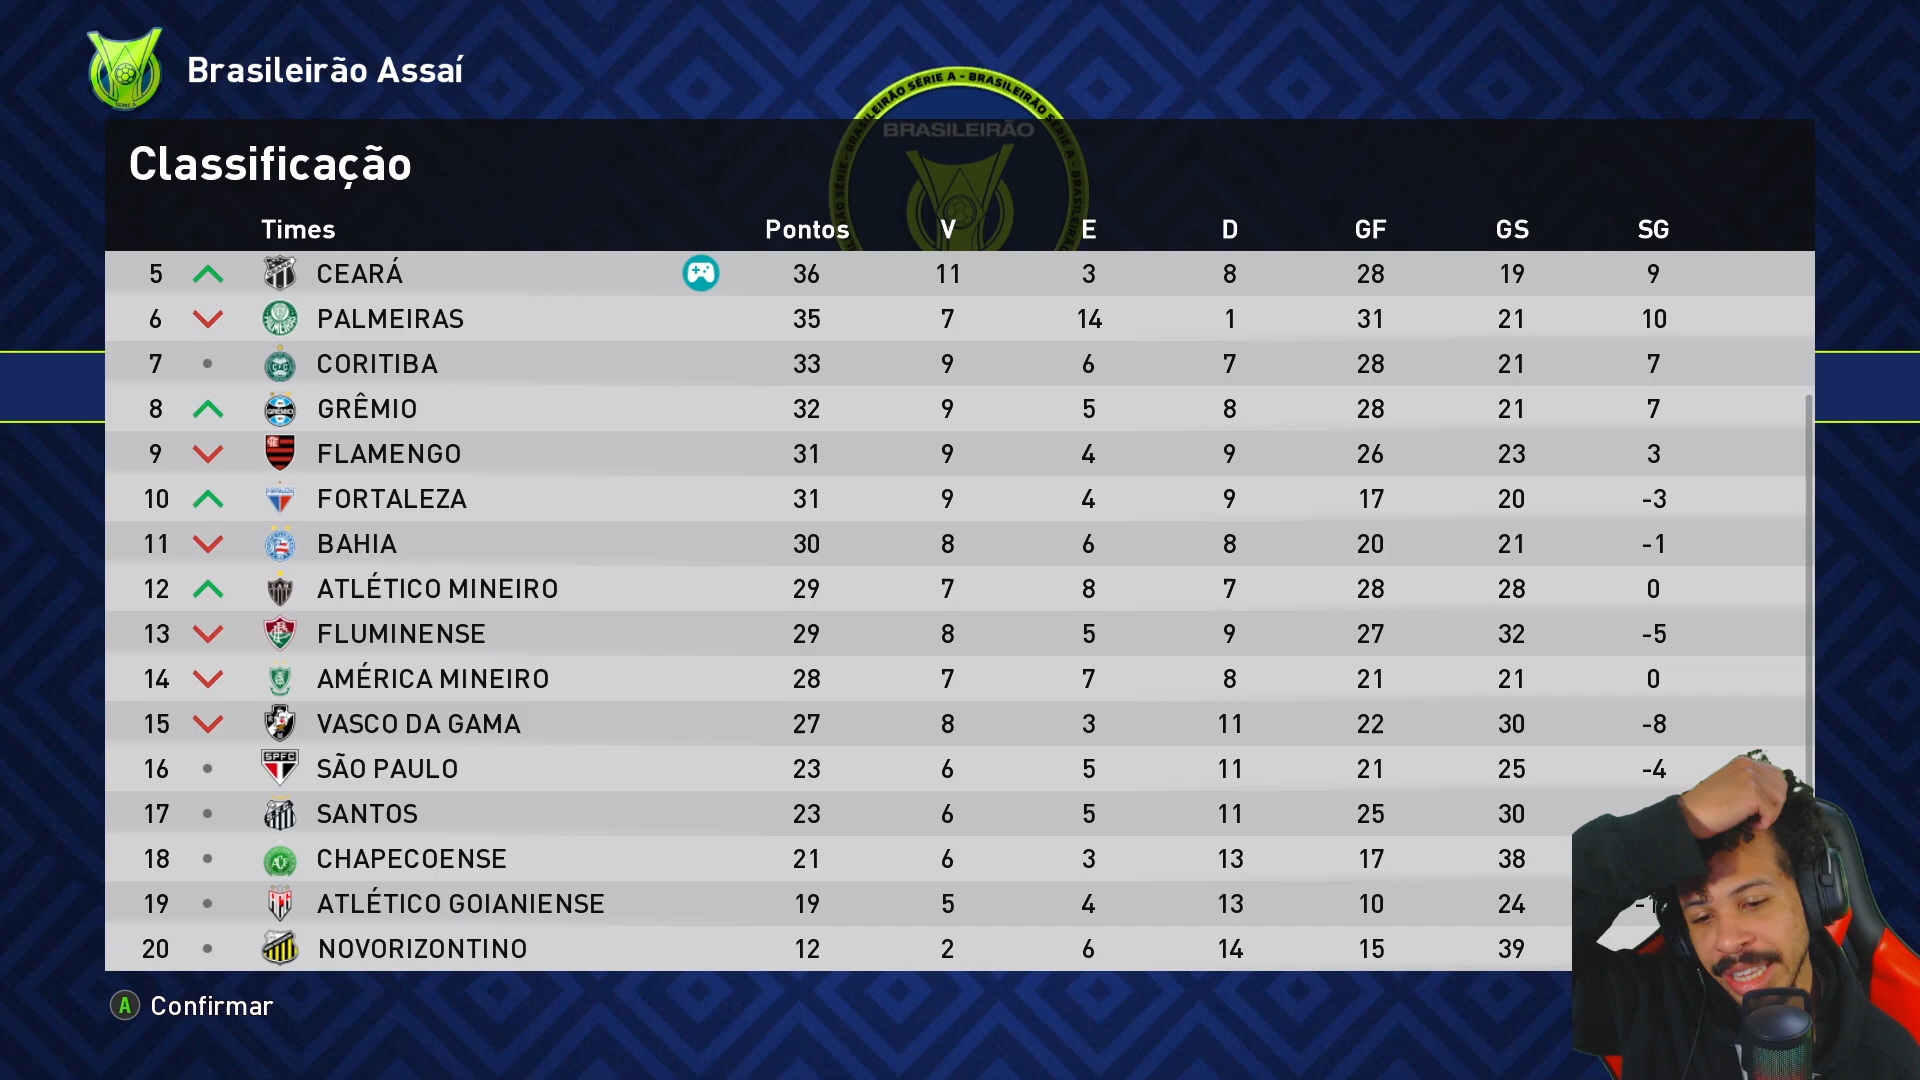 Brasileirão Assaí
BRASILEIRÃO SÉRIE A - BRASILEIRÃO SÉRIE A
BRASILEIRÃO
Classificação
Times Pontos V E D GF GS SG
5 CEARÁ 36 11 3 8 28 19 9
6 PALMEIRAS 35 7 14 1 31 21 10
7 CORITIBA 33 9 6 7 28 21 7
8 GRÊMIO 32 9 5 8 28 21 7
9 FLAMENGO 31 9 4 9 26 23 3
10 FORTALEZA 31 9 4 9 17 20 -3
11 BAHIA 30 8 6 8 20 21 -1
12 ATLÉTICO MINEIRO 29 7 8 7 28 28 0
13 FLUMINENSE 29 8 5 9 27 32 -5
14 AMÉRICA MINEIRO 28 7 7 8 21 21 0
15 VASCO DA GAMA 27 8 3 11 22 30 -8
16 SPFC SÃO PAULO 23 6 5 11 21 25 -4
17 SANTOS 23 6 5 11 25 30
18 CHAPECOENSE 21 6 3 13 17 38
19 ATLÉTICO GOIANIENSE 19 5 4 13 10 24
20 NOVORIZONTINO 12 2 6 14 15 39
A Confirmar